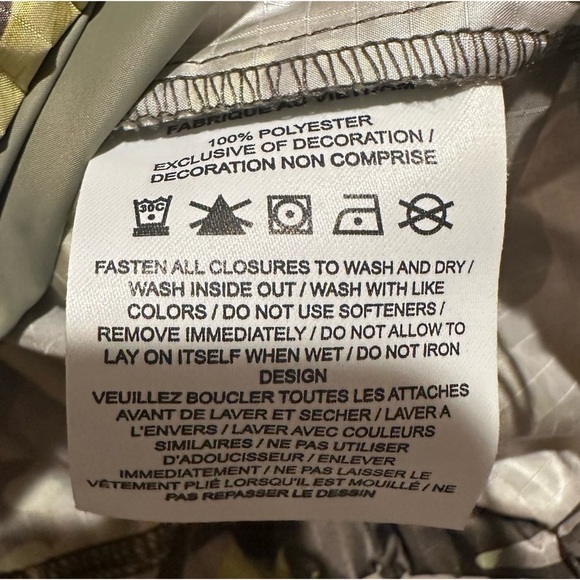 FABRIQUÉ AU VIETNAM
100% POLYESTER
EXCLUSIVE OF DECORATION /
DECORATION NON COMPRISE
30C
FASTEN ALL CLOSURES TO WASH AND DRY /
WASH INSIDE OUT / WASH WITH LIKE
COLORS / DO NOT USE SOFTENERS /
REMOVE IMMEDIATELY / DO NOT ALLOW TO
LAY ON ITSELF WHEN WET / DO NOT IRON
DESIGN
VEUILLEZ BOUCLER TOUTES LES ATTACHES
AVANT DE LAVER ET SECHER / LAVER A
L'ENVERS / LAVER AVEC COULEURS
SIMILAIRES / NE PAS UTILISER
D'ADOUCISSEUR / ENLEVER
IMMEDIATEMENT / NE PAS LAISSER LE
VÊTEMENT PLIÉ LORSQU'IL EST MOUILLÉ / NE
PAS REPASSER LE DESSIN